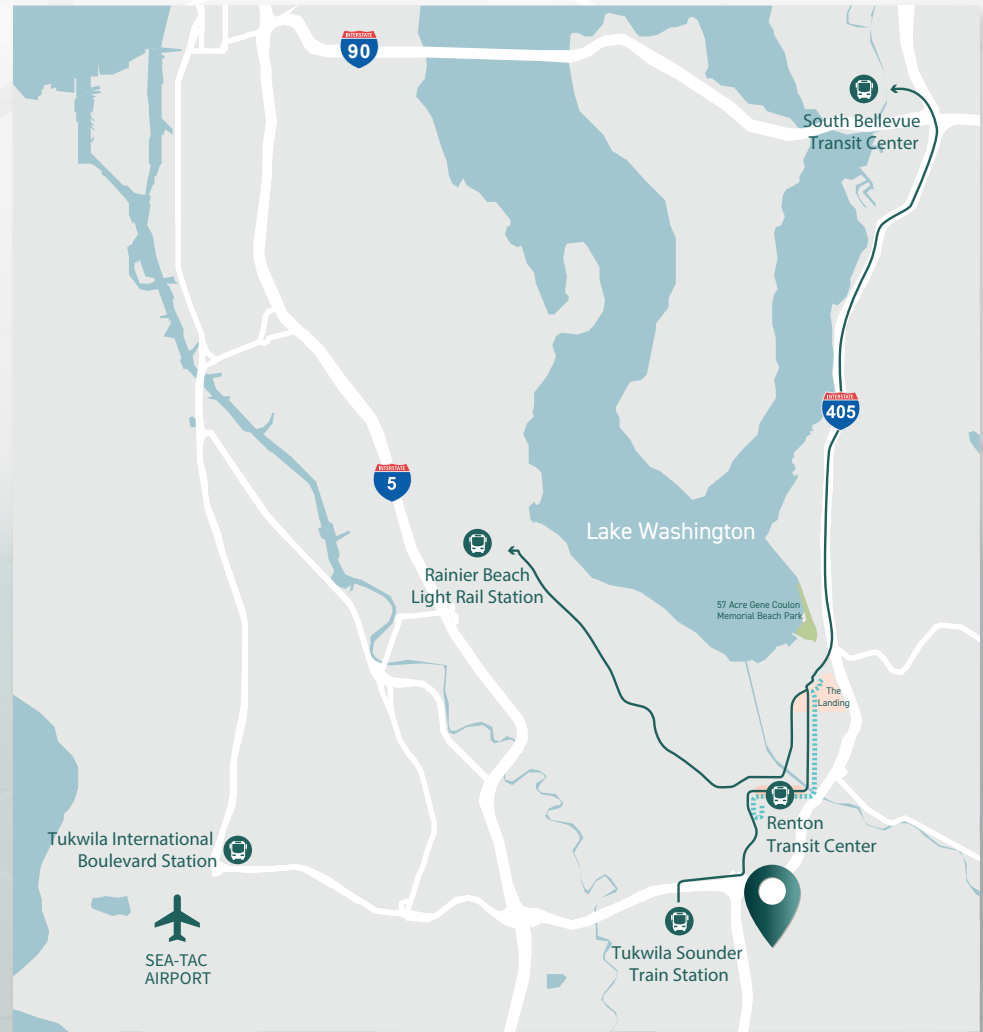 INTERSTATE
90
South Bellevue
Transit Center
INTERSTATE
405
INTERSTATE
5
Lake Washington
Rainier Beach
Light Rail Station
57 Acre Gene Coulon
Memorial Beach Park
The
Landing
Renton
Transit Center
Tukwila International
Boulevard Station
Tukwila Sounder
Train Station
SEA-TAC
AIRPORT